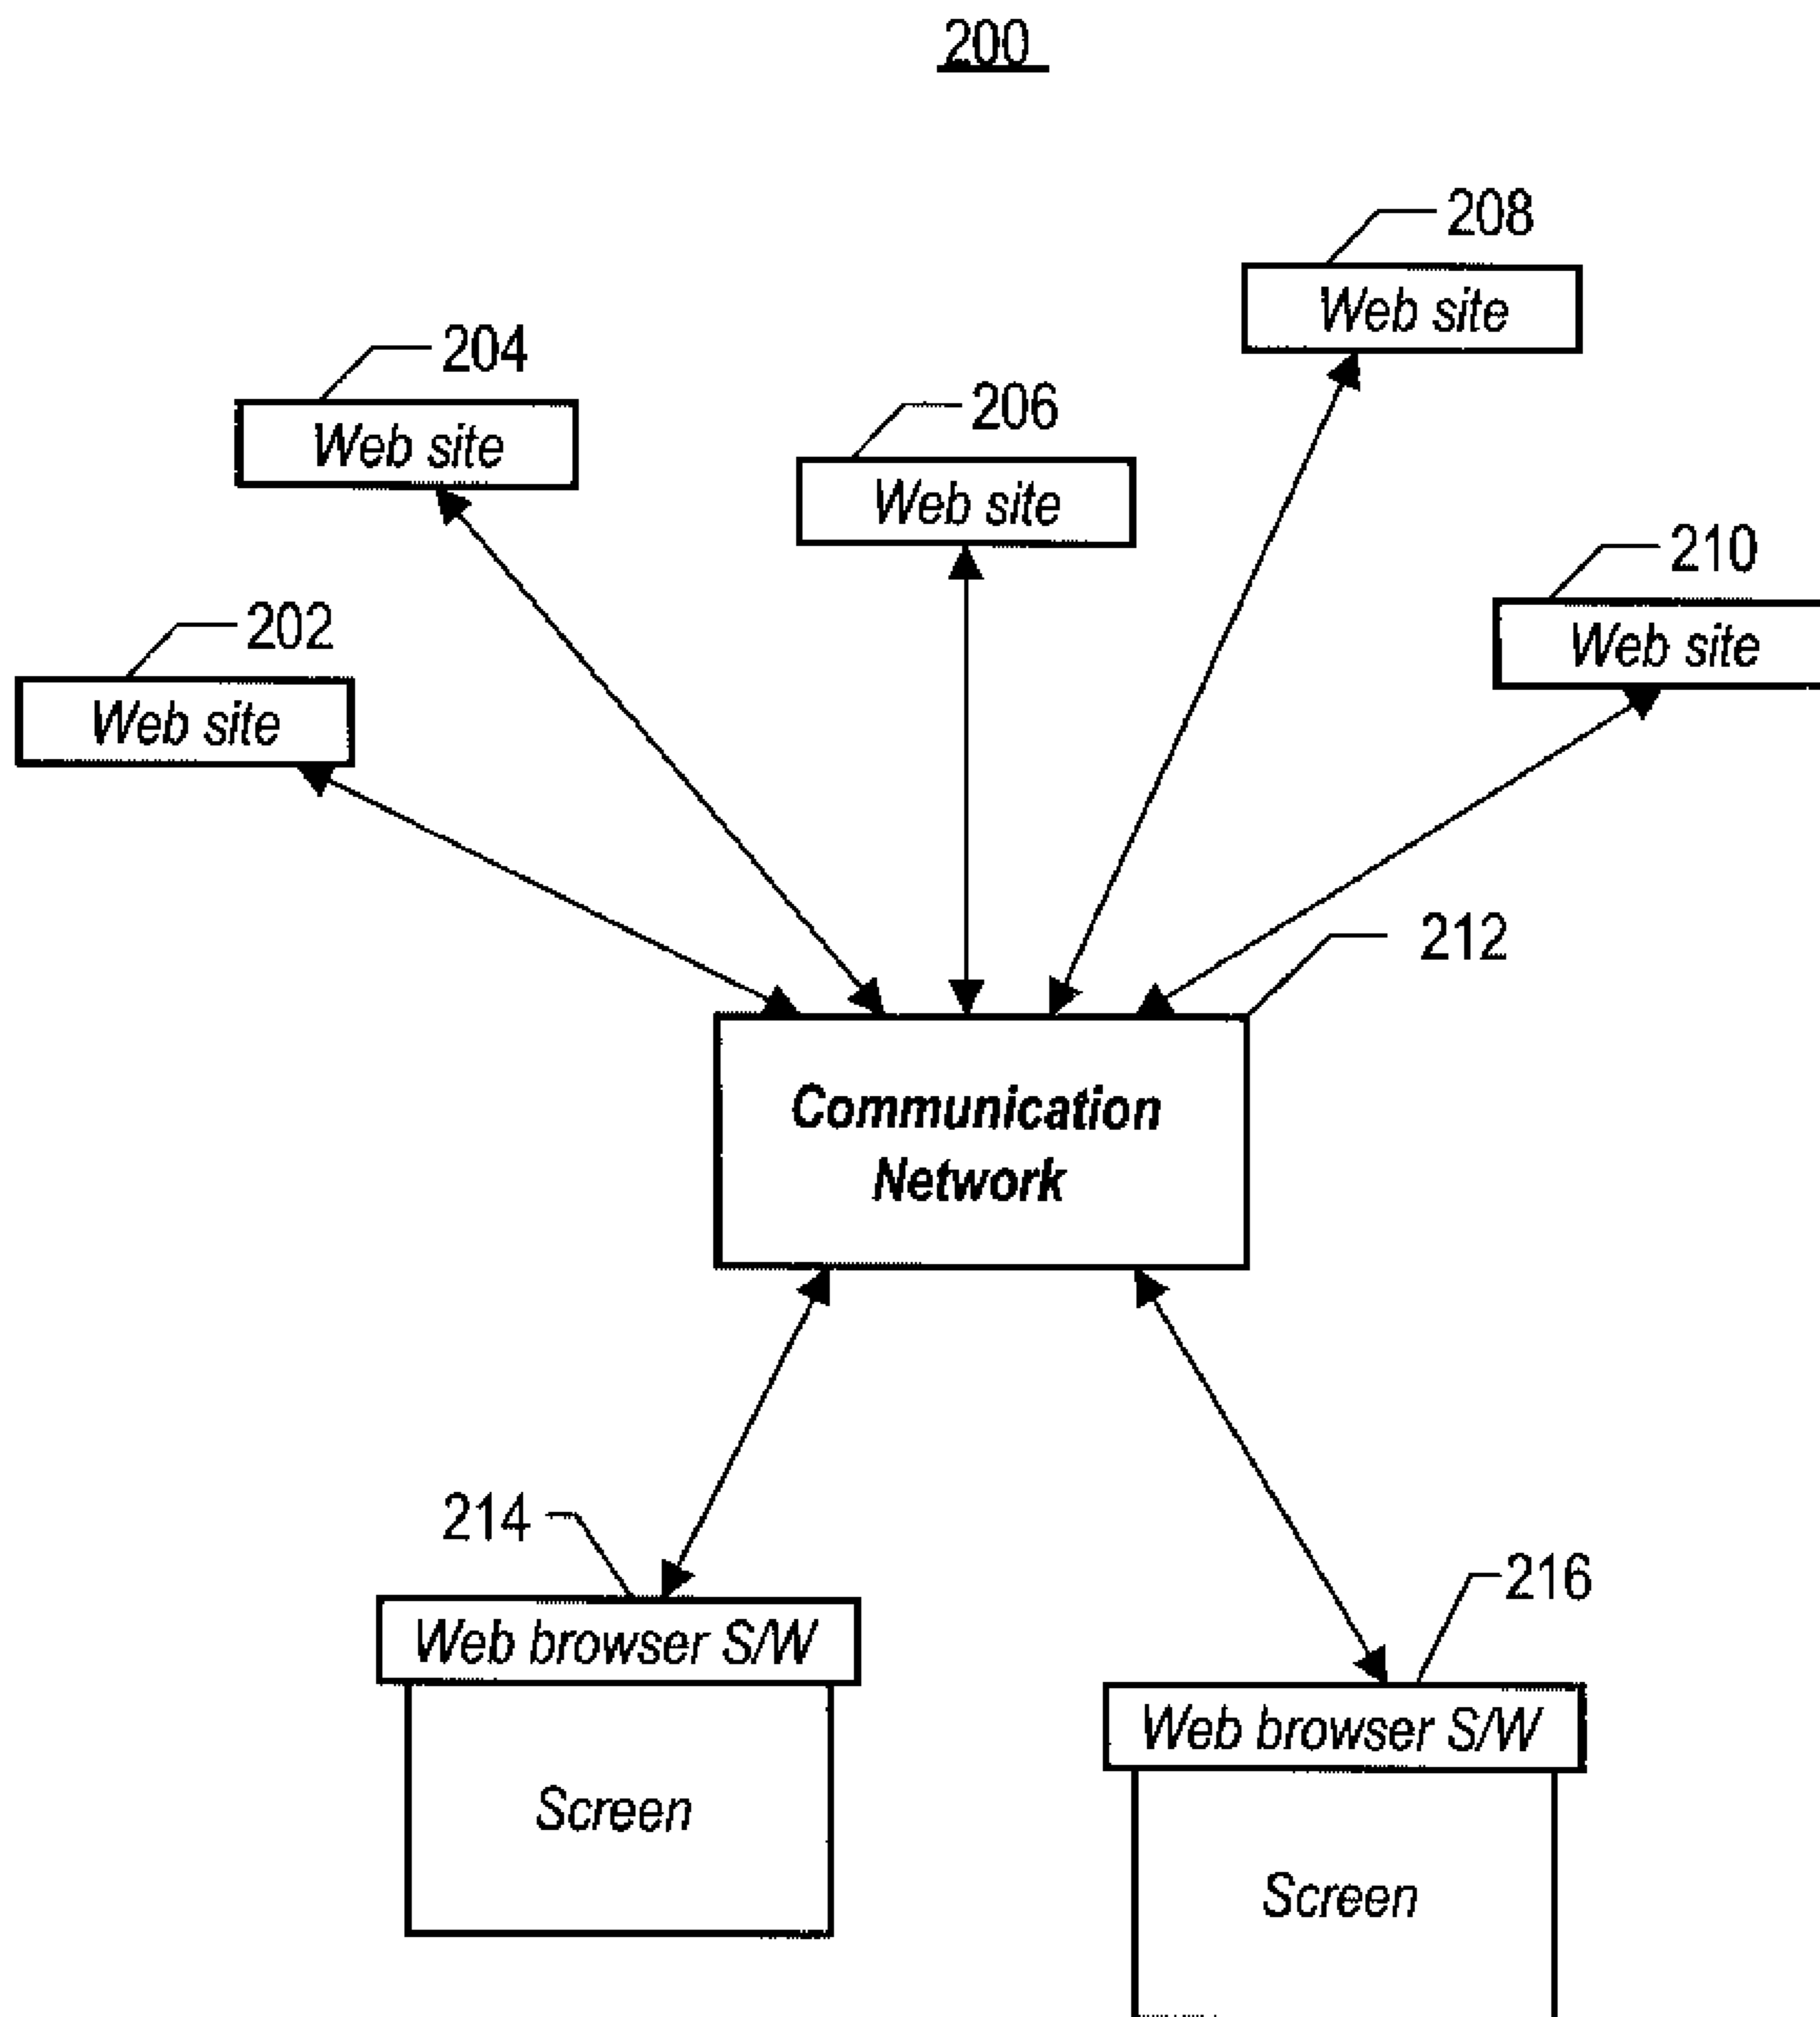 200
208
Web site
204
Web site
206
Web site
210
Web site
202
Web site
212
Communication
Network
214
Web browser S/W
Screen
216
Web browser S/W
Screen